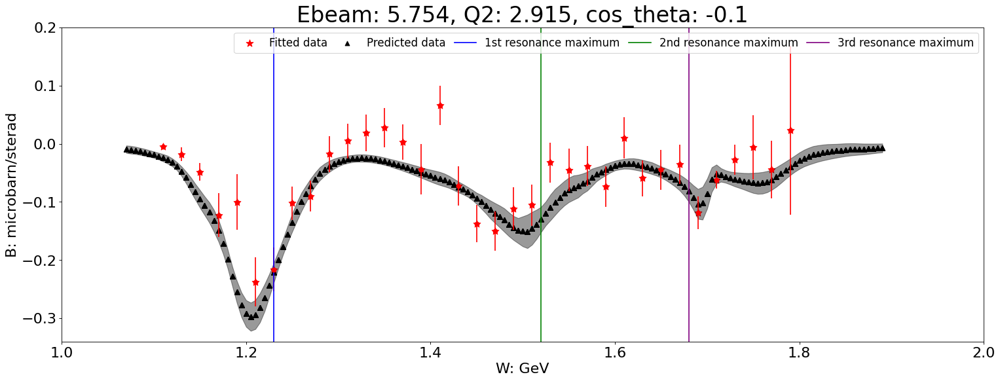 Ebeam: 5.754, Q2: 2.915, cos_theta: -0.1
Fitted data Predicted data 1st resonance maximum 2nd resonance maximum 3rd resonance maximum
B: microbarn/sterad
0.2
0.1
0.0
−0.1
−0.2
−0.3
1.0 1.2 1.4 1.6 1.8 2.0
W: GeV